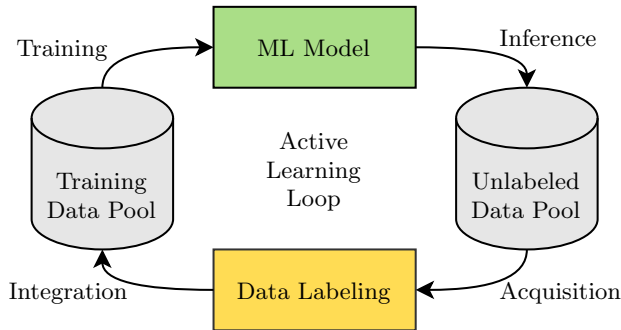 Training
ML Model
Inference
Active
Learning
Loop
Training
Data Pool
Unlabeled
Data Pool
Integration
Data Labeling
Acquisition